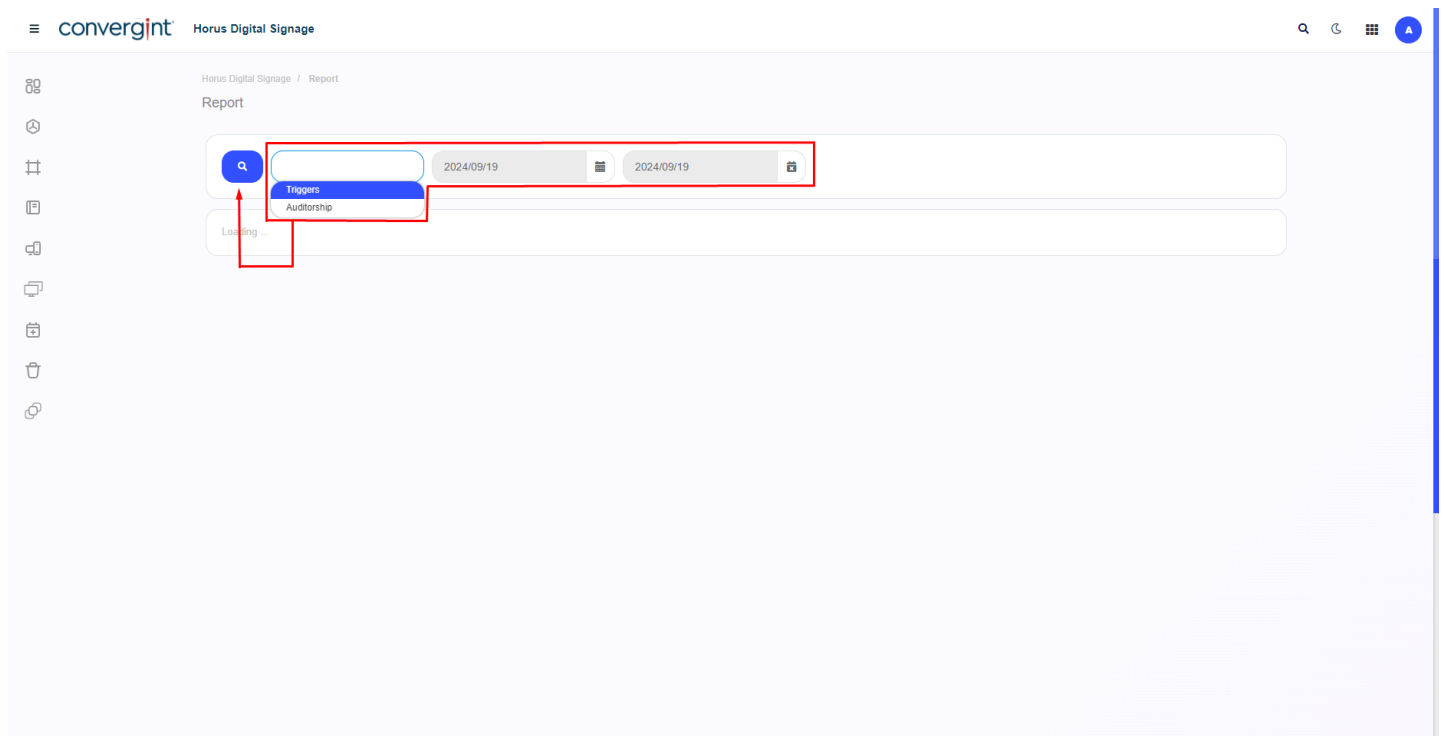 convergint Horus Digital Signage A
Horus Digital Signage / Report
Report
2024/09/19 2024/09/19
Triggers
Auditorship
Loading ...